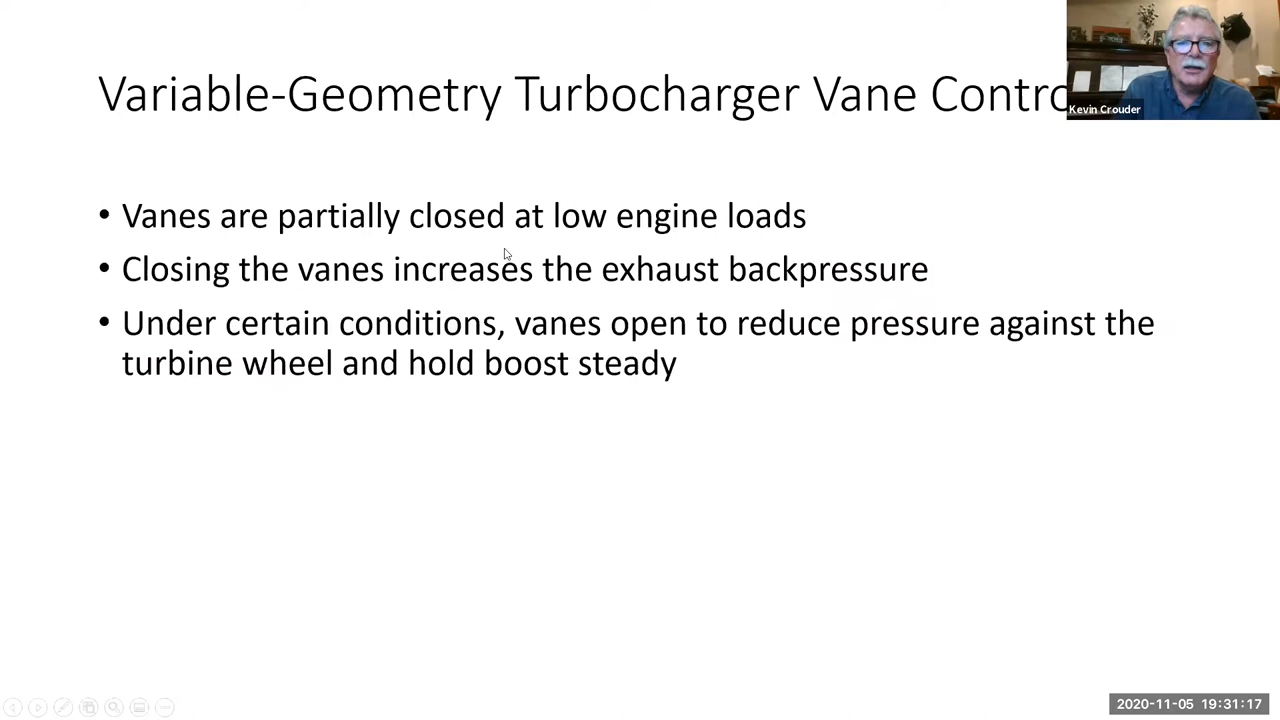 Variable-Geometry Turbocharger Vane Contro
Kevin Crouder
• Vanes are partially closed at low engine loads
• Closing the vanes increases the exhaust backpressure
• Under certain conditions, vanes open to reduce pressure against the
turbine wheel and hold boost steady
2020-11-05 19:31:17